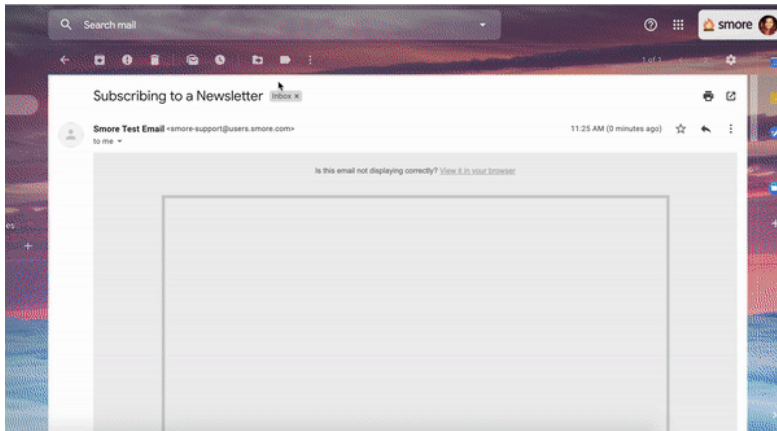 Search mail
smore
1 of 1
Subscribing to a Newsletter Inbox x
Smore Test Email <smore-support@users.smore.com> 11:25 AM (0 minutes ago)
to me
Is this email not displaying correctly? View it in your browser
es